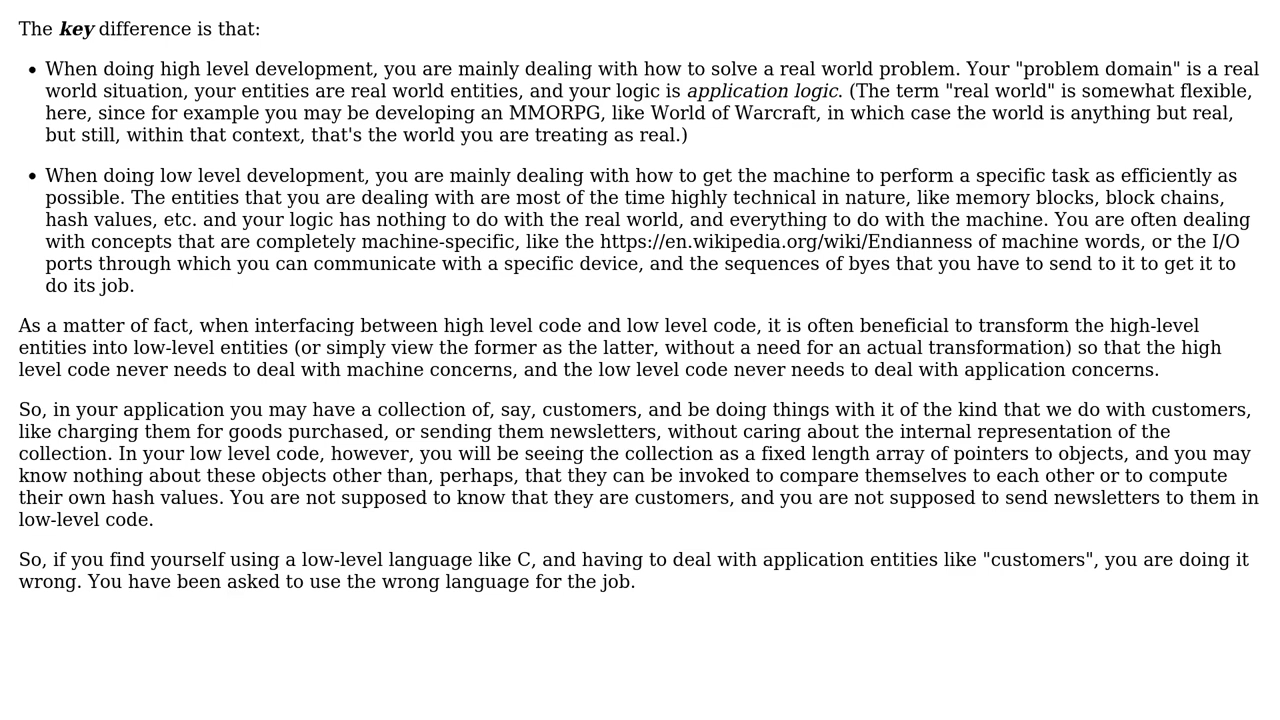 The key difference is that:
• When doing high level development, you are mainly dealing with how to solve a real world problem. Your "problem domain" is a real
world situation, your entities are real world entities, and your logic is application logic. (The term "real world" is somewhat flexible,
here, since for example you may be developing an MMORPG, like World of Warcraft, in which case the world is anything but real,
but still, within that context, that's the world you are treating as real.)
• When doing low level development, you are mainly dealing with how to get the machine to perform a specific task as efficiently as
possible. The entities that you are dealing with are most of the time highly technical in nature, like memory blocks, block chains,
hash values, etc. and your logic has nothing to do with the real world, and everything to do with the machine. You are often dealing
with concepts that are completely machine-specific, like the https://en.wikipedia.org/wiki/Endianness of machine words, or the I/O
ports through which you can communicate with a specific device, and the sequences of byes that you have to send to it to get it to
do its job.
As a matter of fact, when interfacing between high level code and low level code, it is often beneficial to transform the high-level
entities into low-level entities (or simply view the former as the latter, without a need for an actual transformation) so that the high
level code never needs to deal with machine concerns, and the low level code never needs to deal with application concerns.
So, in your application you may have a collection of, say, customers, and be doing things with it of the kind that we do with customers,
like charging them for goods purchased, or sending them newsletters, without caring about the internal representation of the
collection. In your low level code, however, you will be seeing the collection as a fixed length array of pointers to objects, and you may
know nothing about these objects other than, perhaps, that they can be invoked to compare themselves to each other or to compute
their own hash values. You are not supposed to know that they are customers, and you are not supposed to send newsletters to them in
low-level code.
So, if you find yourself using a low-level language like C, and having to deal with application entities like "customers", you are doing it
wrong. You have been asked to use the wrong language for the job.